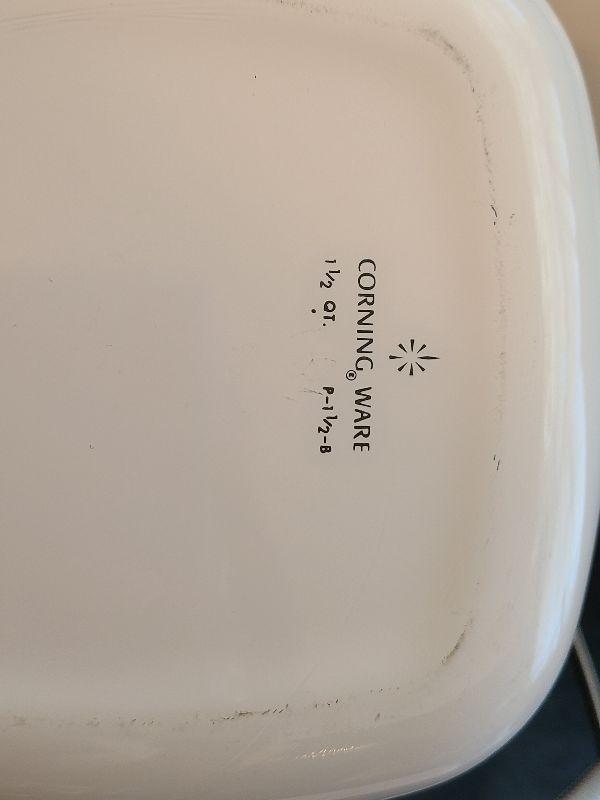 CORNING® WARE
1 1/2 QT. P-1 1/2-B